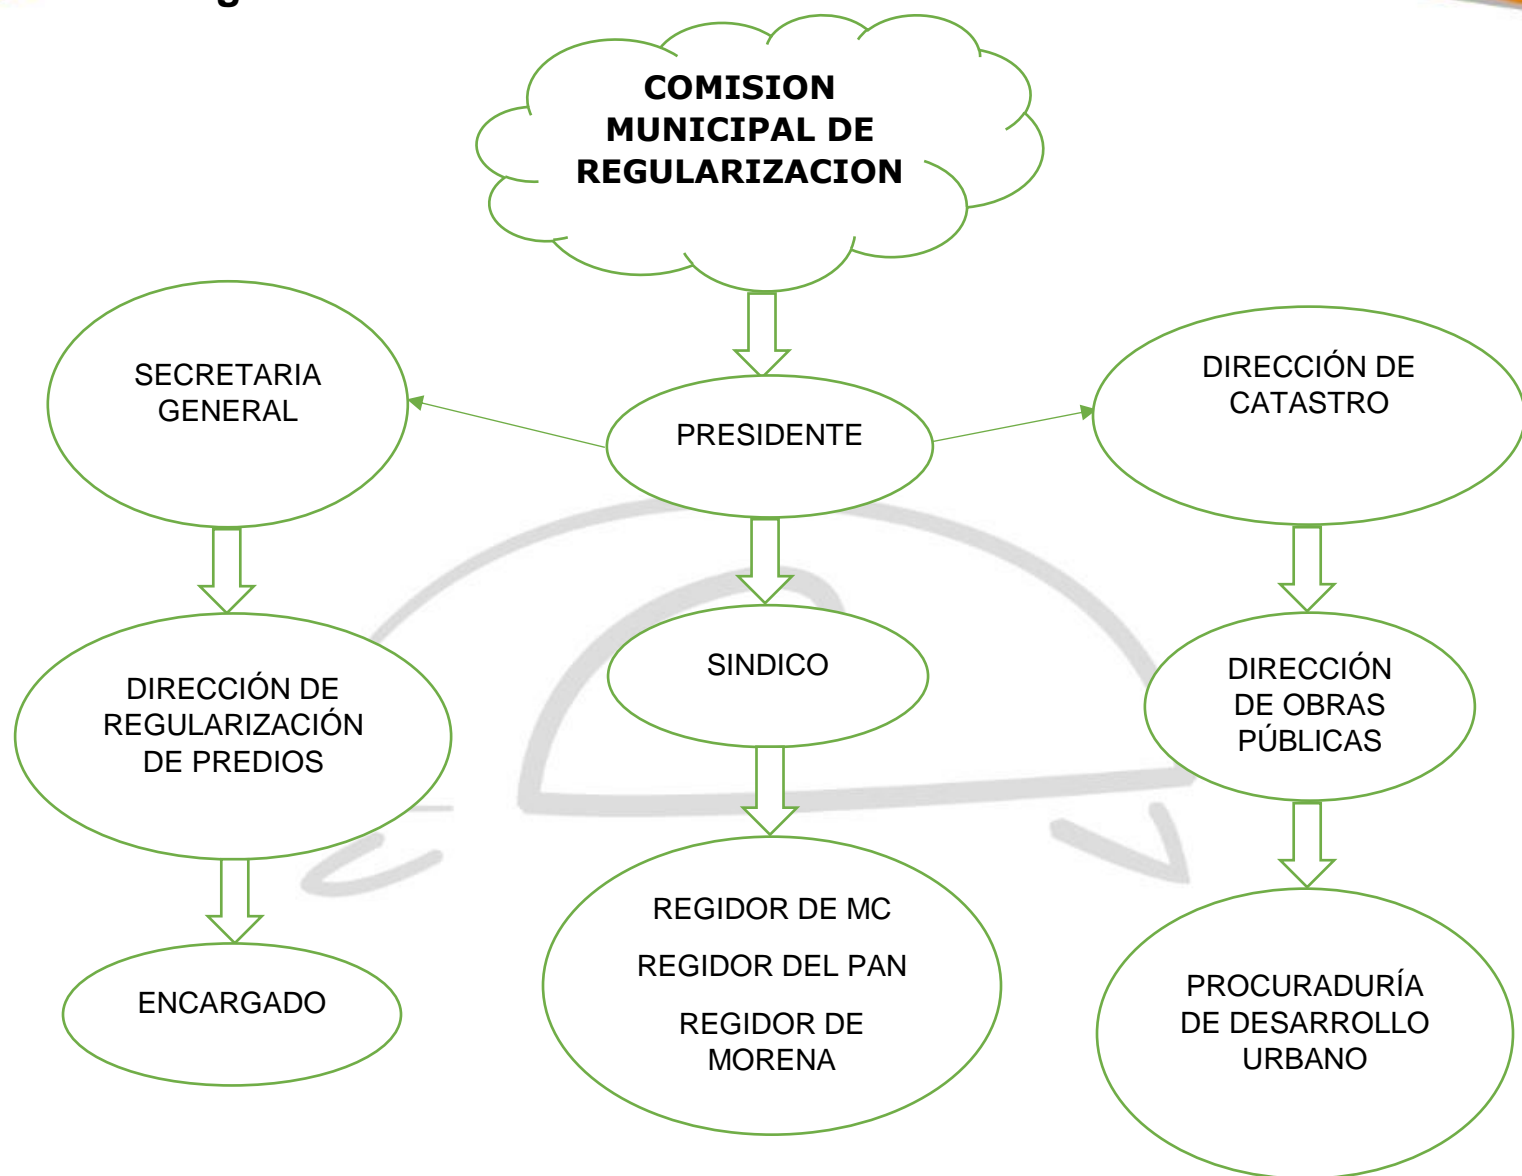 COMISION
MUNICIPAL DE
REGULARIZACION
SECRETARIA
GENERAL
PRESIDENTE
DIRECCIÓN DE
CATASTRO
DIRECCIÓN DE
REGULARIZACIÓN
DE PREDIOS
SINDICO
DIRECCIÓN
DE OBRAS
PÚBLICAS
ENCARGADO
REGIDOR DE MC
REGIDOR DEL PAN
REGIDOR DE
MORENA
PROCURADURÍA
DE DESARROLLO
URBANO